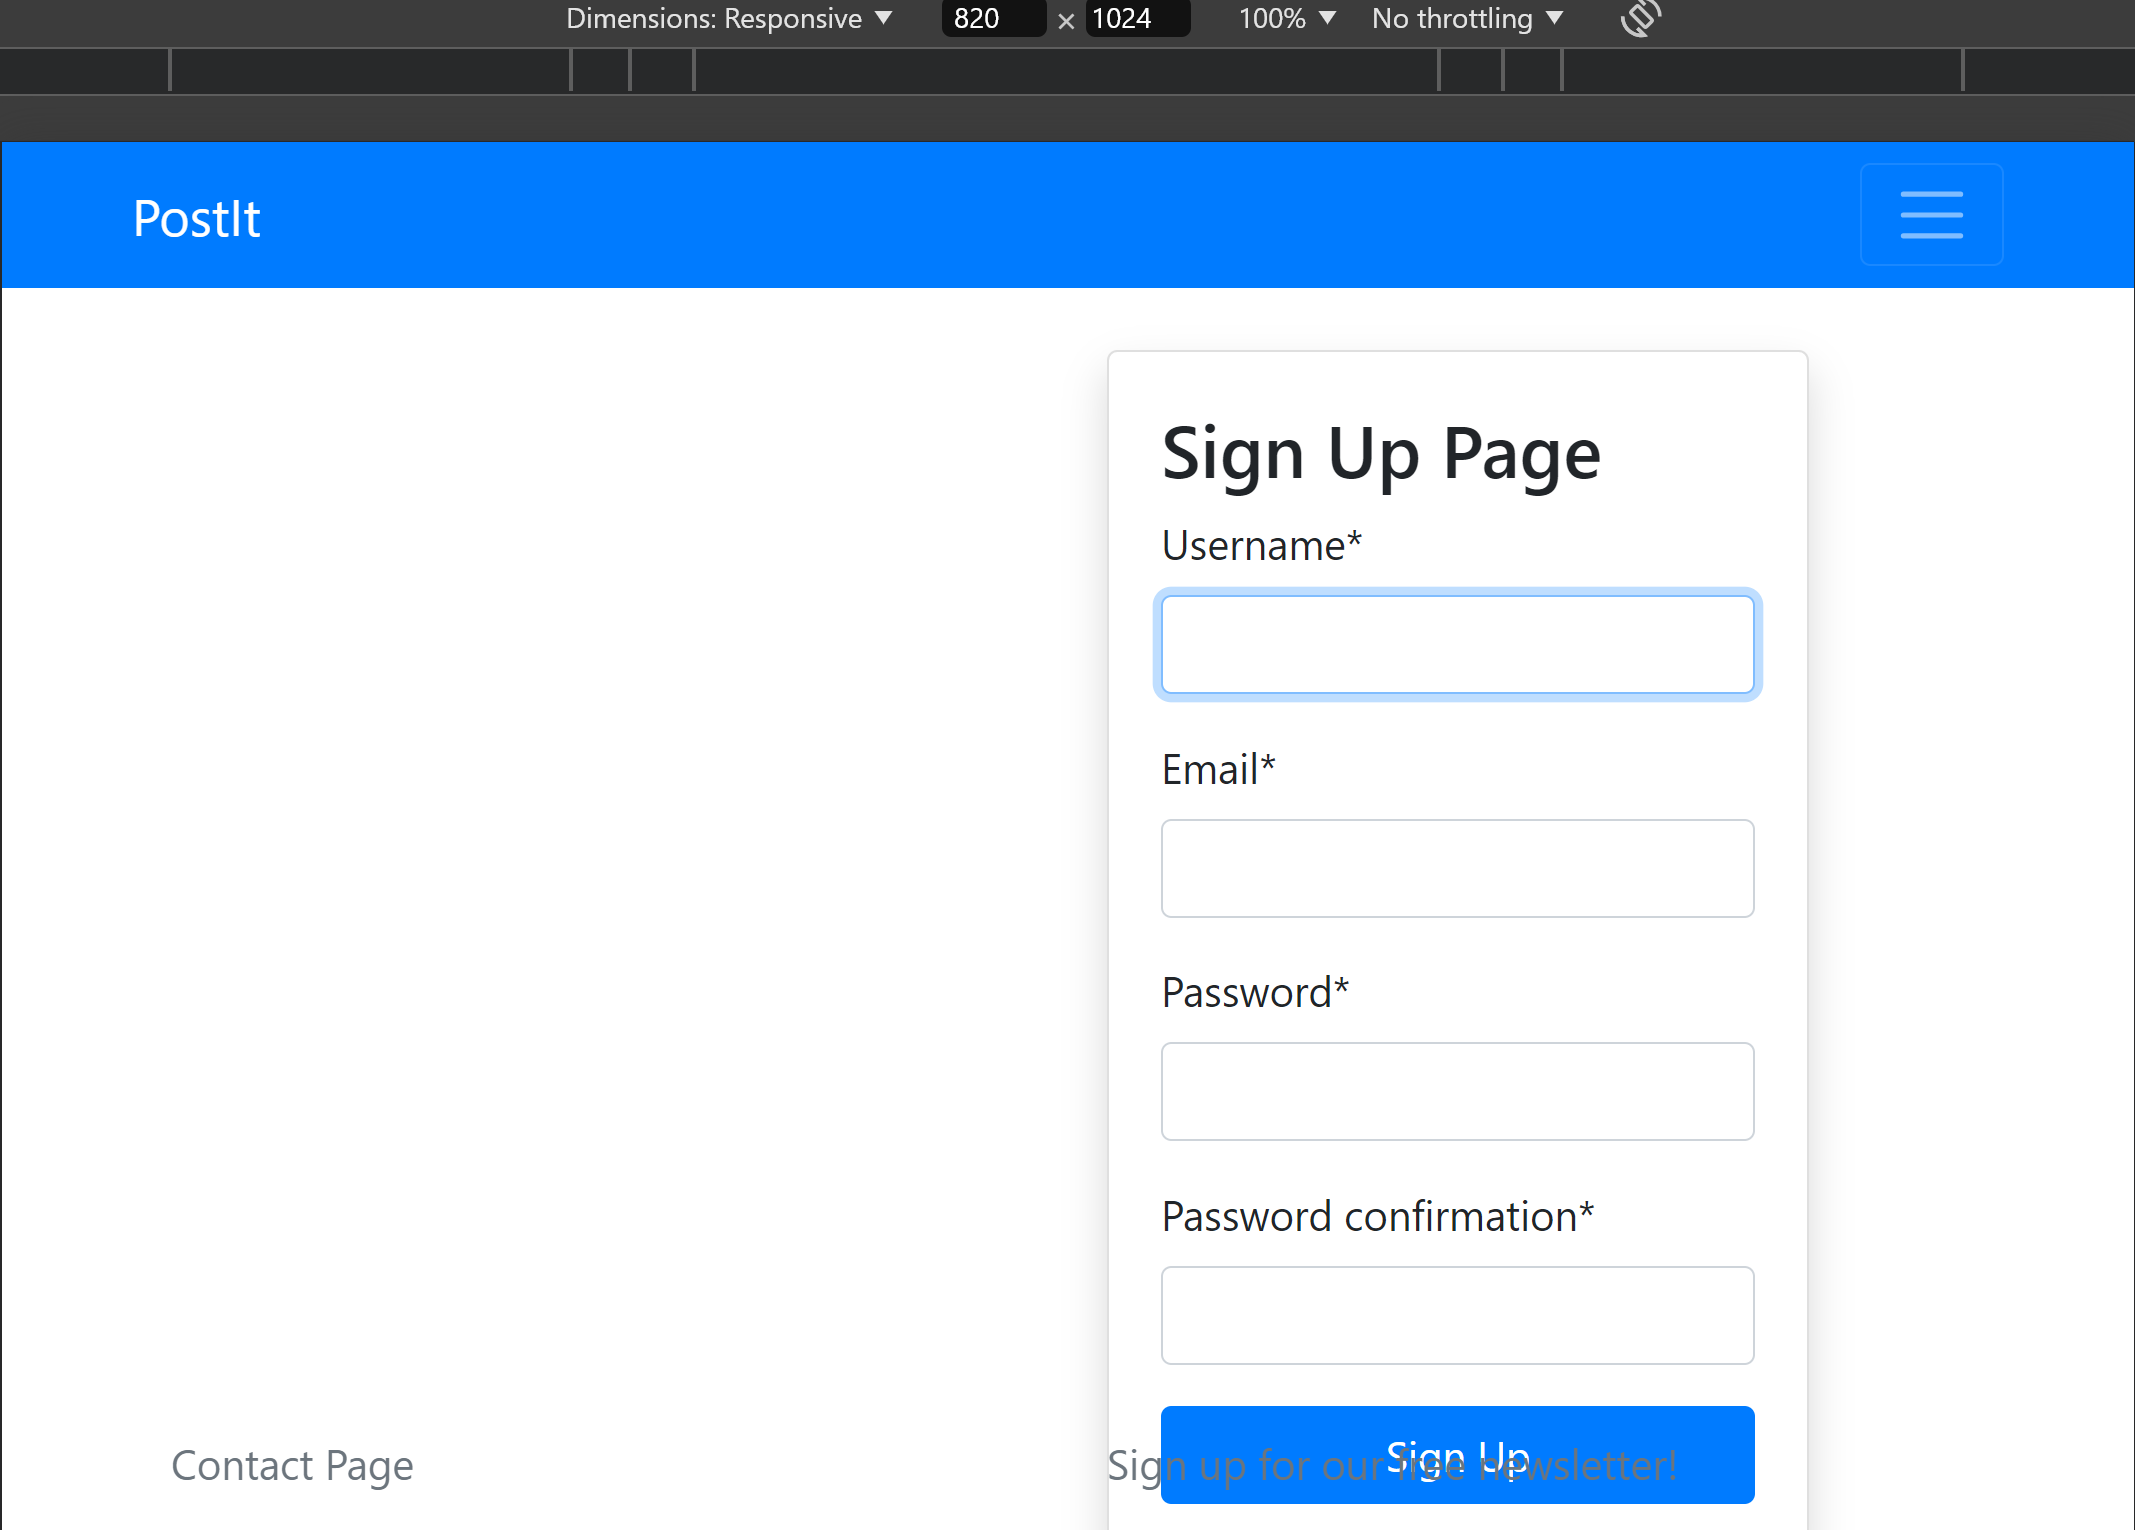 Dimensions: Responsive ▼ 820 × 1024 100% ▼ No throttling ▼
PostIt
Sign Up Page
Username*
Email*
Password*
Password confirmation*
Sign Up
Contact Page
Sign up for our free newsletter!